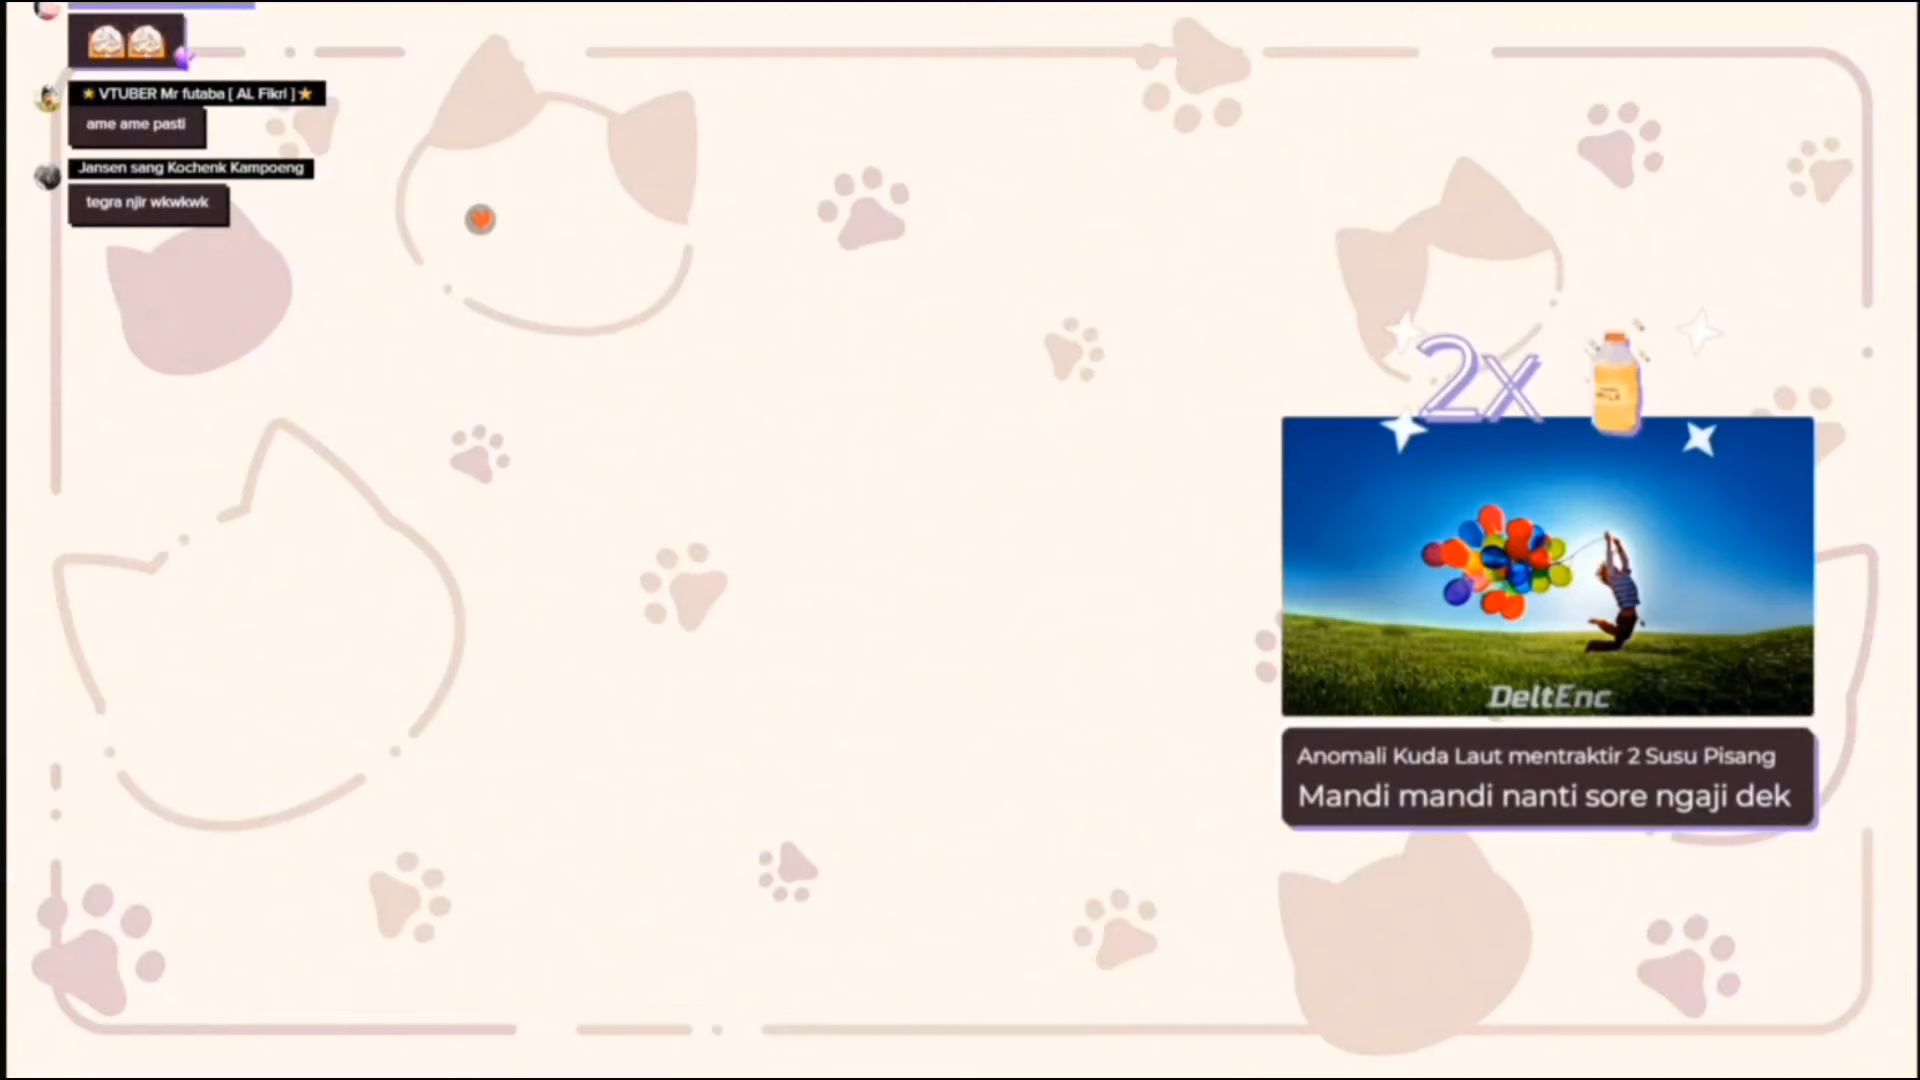 ★ VTUBER Mr futaba [ AL Fikri ] ★
ame ame pasti
Jansen sang Kochenk Kampoeng
tegra njir wkwkwk
2x
MILK
DeltEnc
Anomali Kuda Laut mentraktir 2 Susu Pisang
Mandi mandi nanti sore ngaji dek